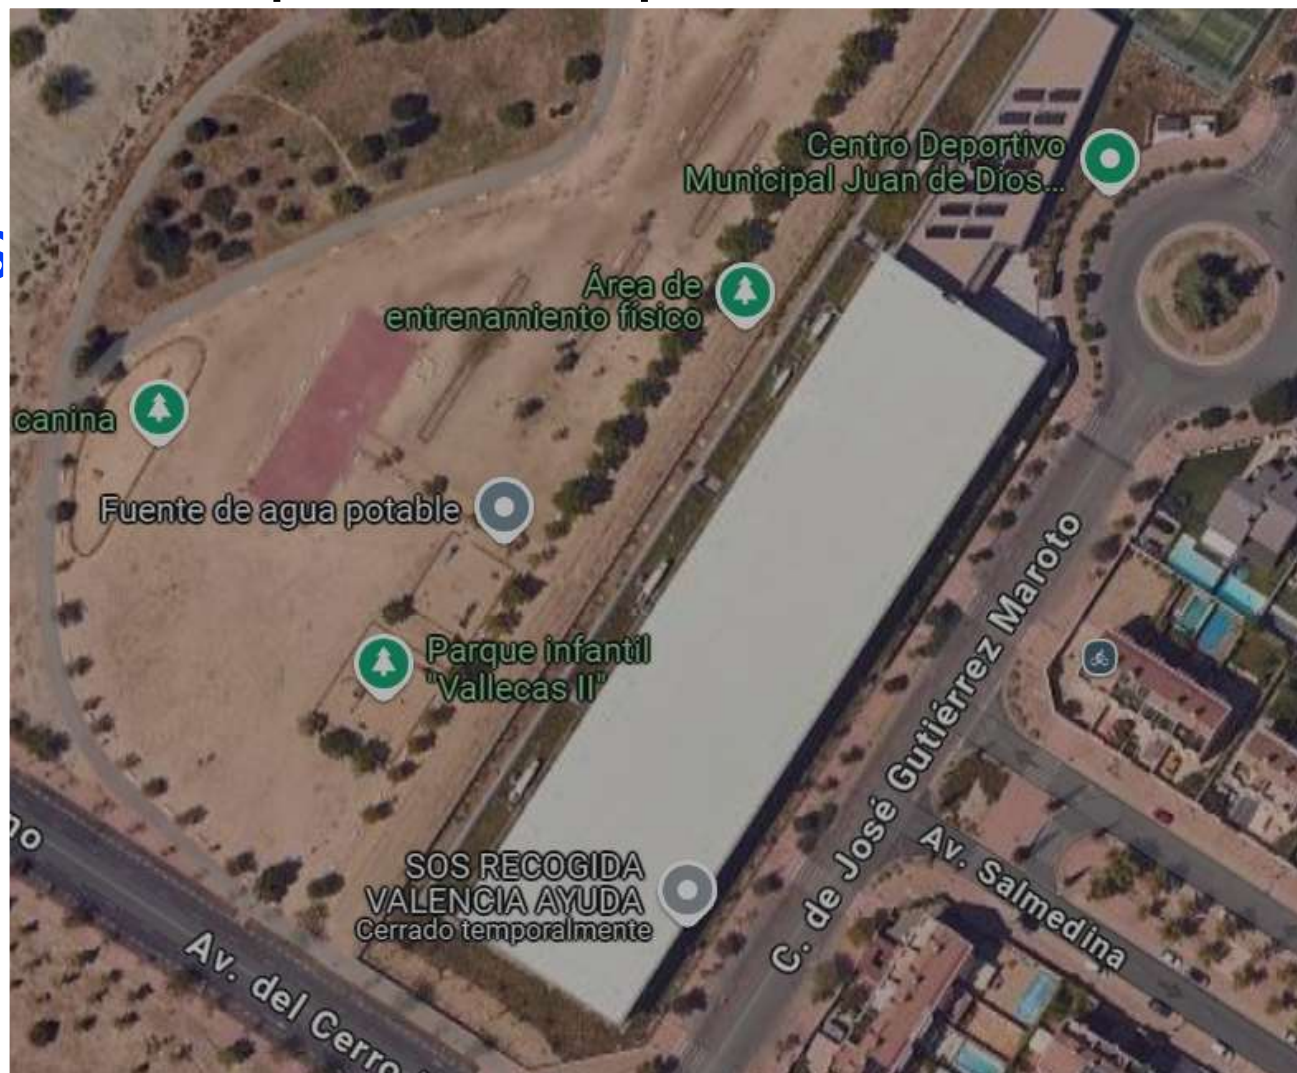 Centro Deportivo
Municipal Juan de Dios...
Área de
entrenamiento físico
canina
Fuente de agua potable
Parque infantil
"Vallecas II"
C. de José Gutiérrez Maroto
SOS RECOGIDA
VALENCIA AYUDA
Cerrado temporalmente
Av. Salmedina
Av. del Cerro